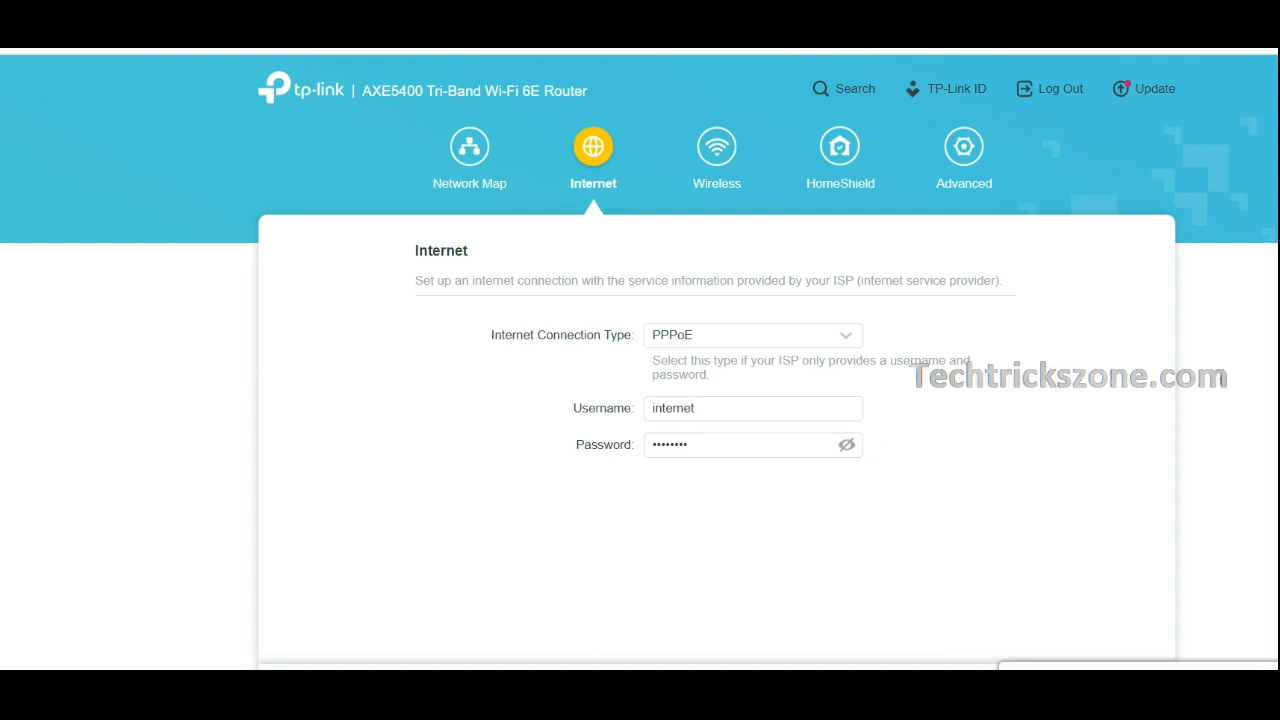 tp-link | AXE5400 Tri-Band Wi-Fi 6E Router
Search TP-Link ID Log Out Update
Network Map Internet Wireless HomeShield Advanced
Internet
Set up an internet connection with the service information provided by your ISP (internet service provider).
Internet Connection Type: PPPoE
Select this type if your ISP only provides a username and
password.
Techtrickszone.com
Username: internet
Password: ••••••••